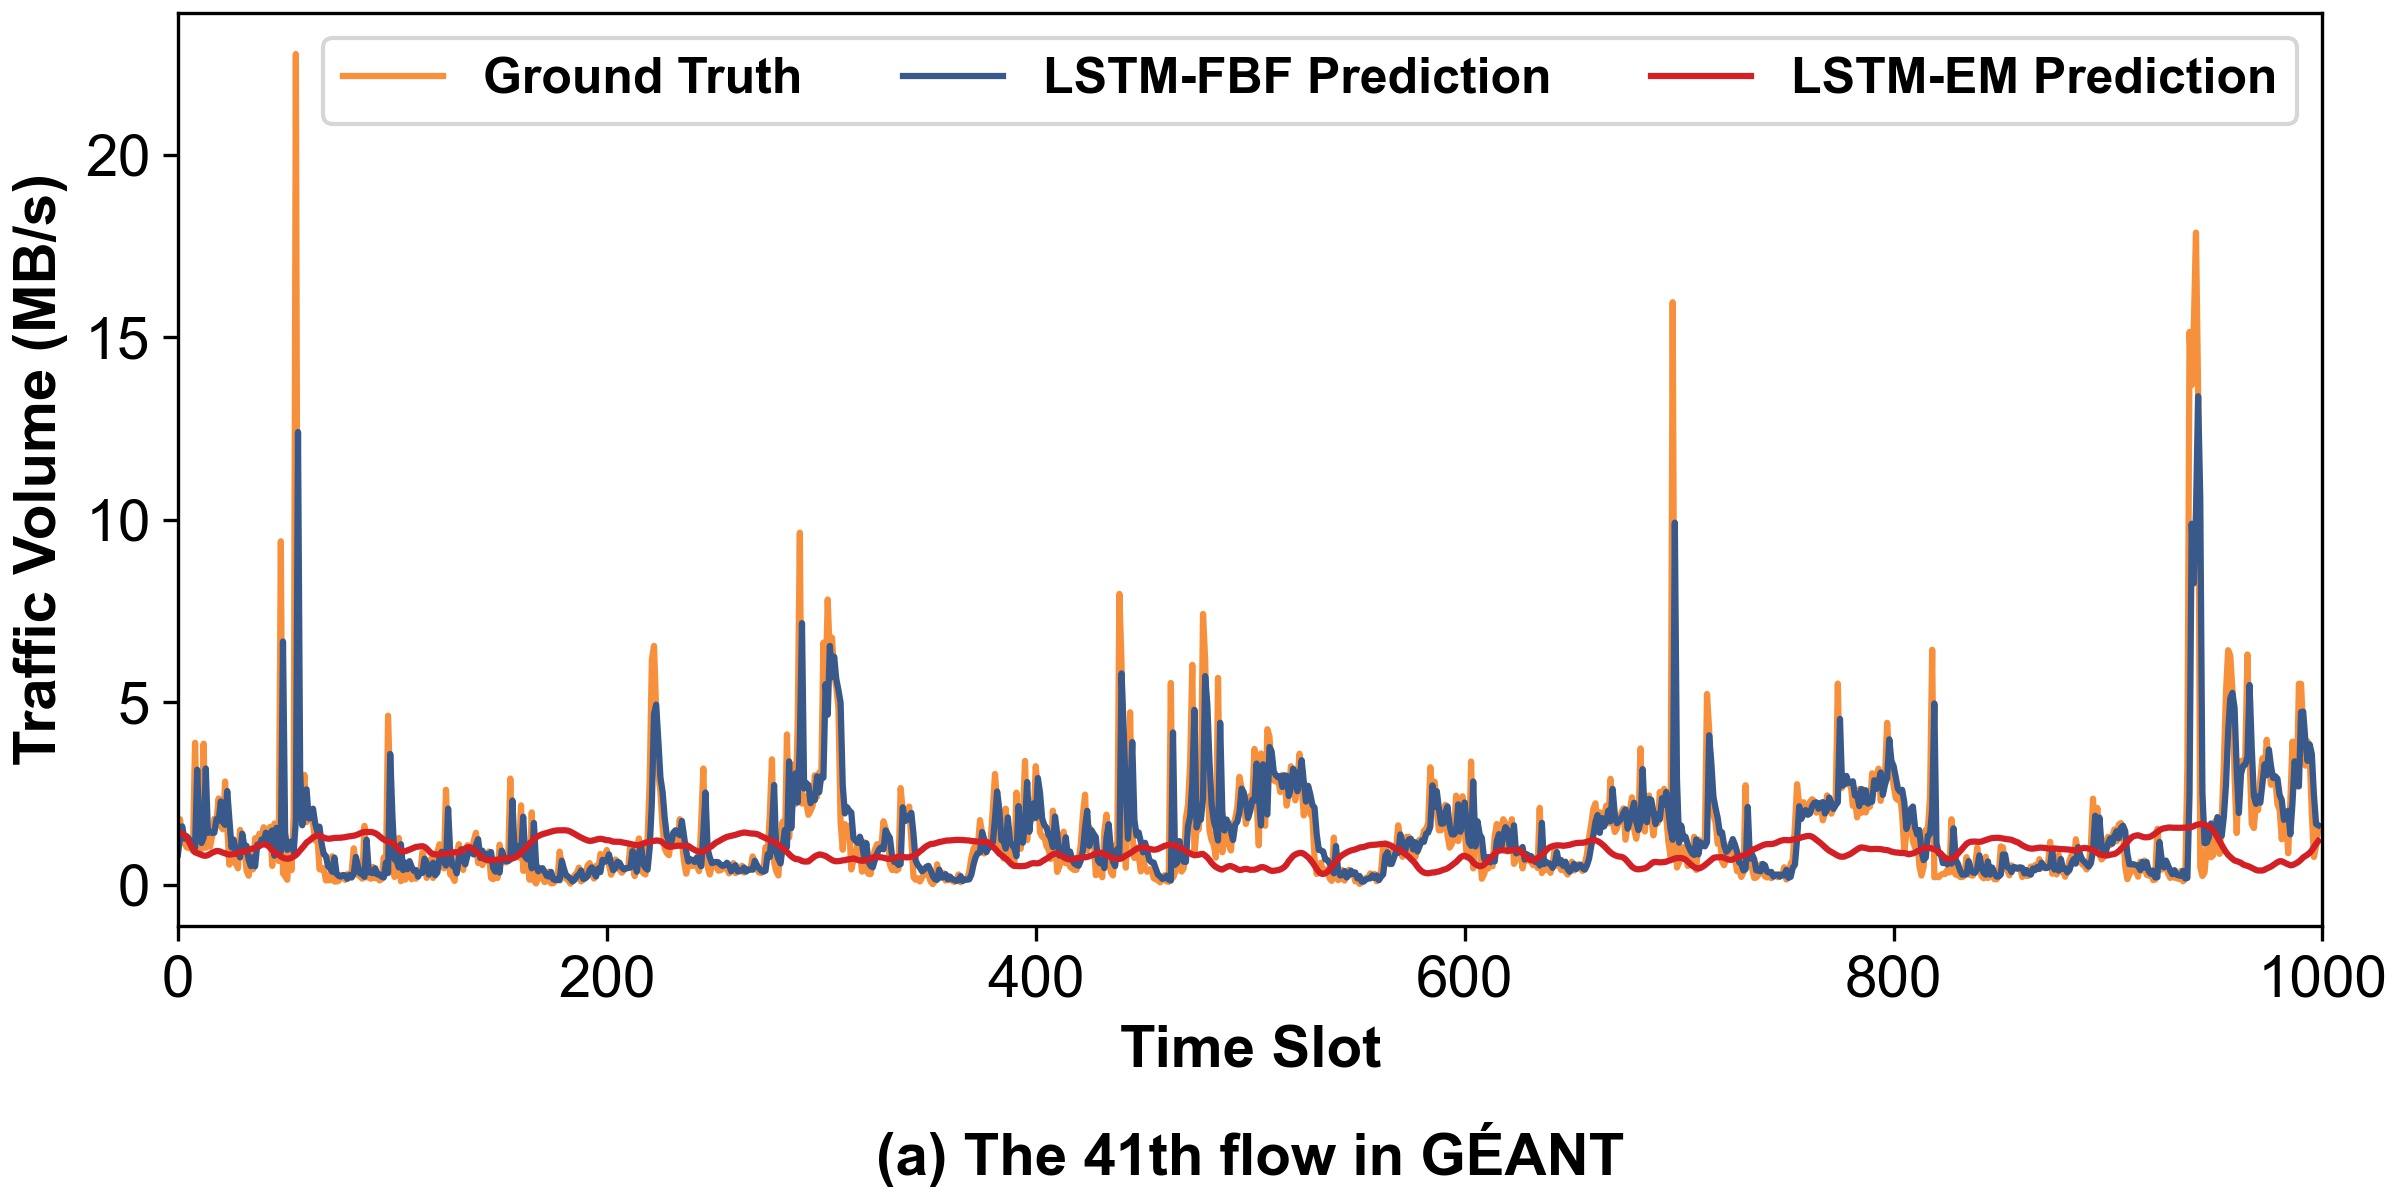 Ground Truth LSTM-FBF Prediction LSTM-EM Prediction
Traffic Volume (MB/s)
20
15
10
5
0
0 200 400 600 800 1000
Time Slot
(a) The 41th flow in GÉANT